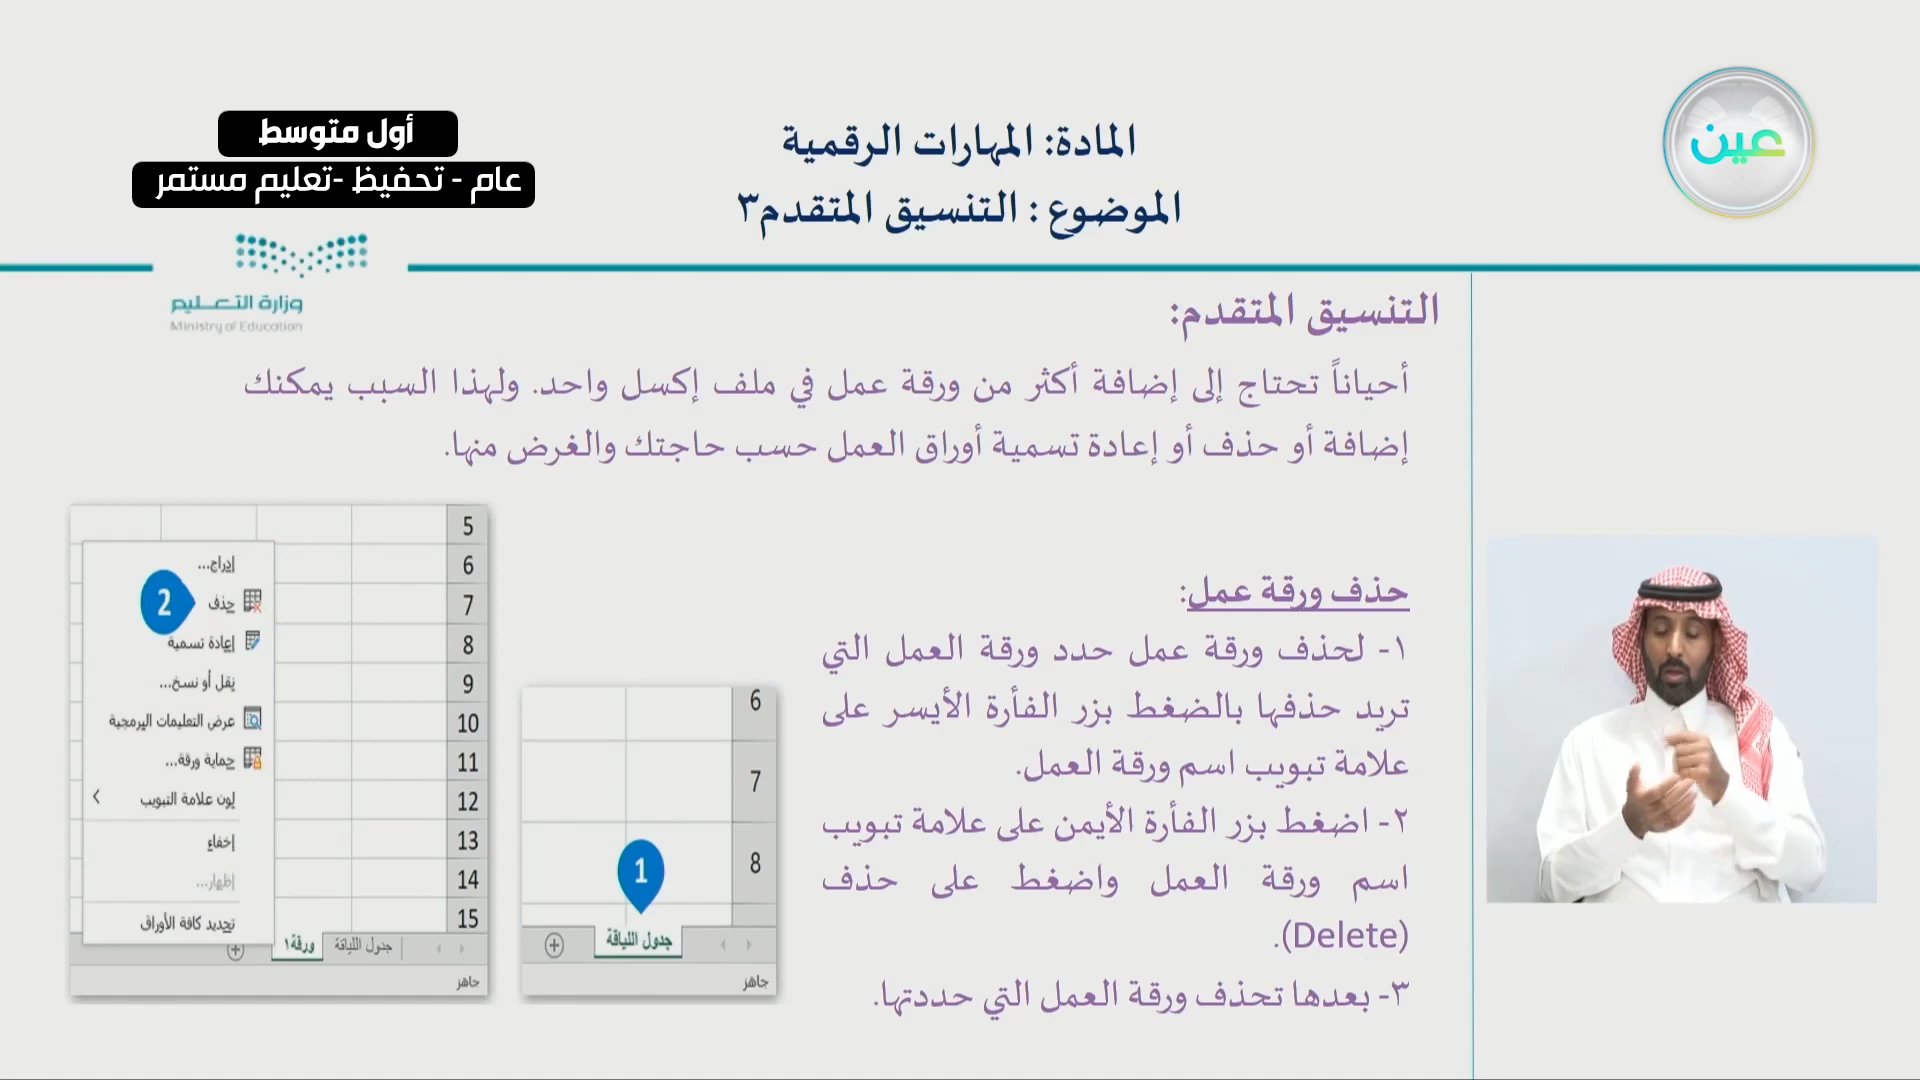 عين
المادة: المهارات الرقمية
الموضوع : التنسيق المتقدم٣
أول متوسط
عام - تحفيظ -تعليم مستمر
وزارة التعـــليم
Ministry of Education
التنسيق المتقدم:
أحياناً تحتاج إلى إضافة أكثر من ورقة عمل في ملف إكسل واحد. ولهذا السبب يمكنك
إضافة أو حذف أو إعادة تسمية أوراق العمل حسب حاجتك والغرض منها.
حذف ورقة عمل:
١- لحذف ورقة عمل حدد ورقة العمل التي
تريد حذفها بالضغط بزر الفأرة الأيسر على
علامة تبويب اسم ورقة العمل.
٢- اضغط بزر الفأرة الأيمن على علامة تبويب
اسم ورقة العمل واضغط على حذف
(Delete).
٣- بعدها تحذف ورقة العمل التي حددتها.
6
7
8
1
جدول اللياقة
جاهز
5
6
7
8
9
10
11
12
13
14
15
إدراج...
حذف
2
إعادة تسمية
نقل أو نسخ...
عرض التعليمات البرمجية
حماية ورقة...
لون علامة التبويب
إخفاء
إظهار...
تحديد كافة الأوراق
جدول اللياقة
ورقة١
جاهز